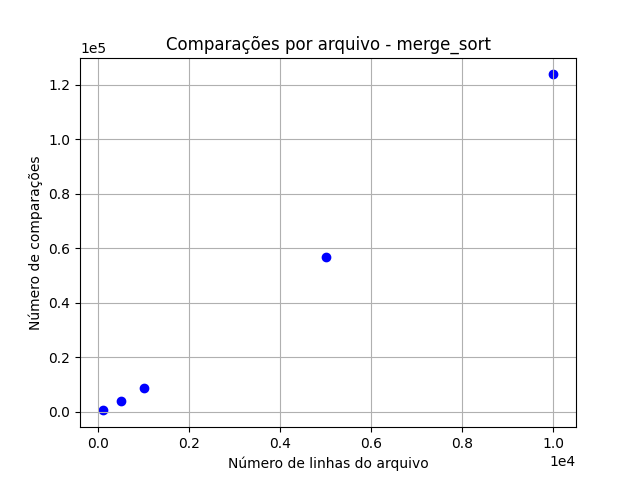 Comparações por arquivo - merge_sort
1e5
1.2
1.0
0.8
0.6
0.4
0.2
0.0
Número de comparações
0.0 0.2 0.4 0.6 0.8 1.0
1e4
Número de linhas do arquivo